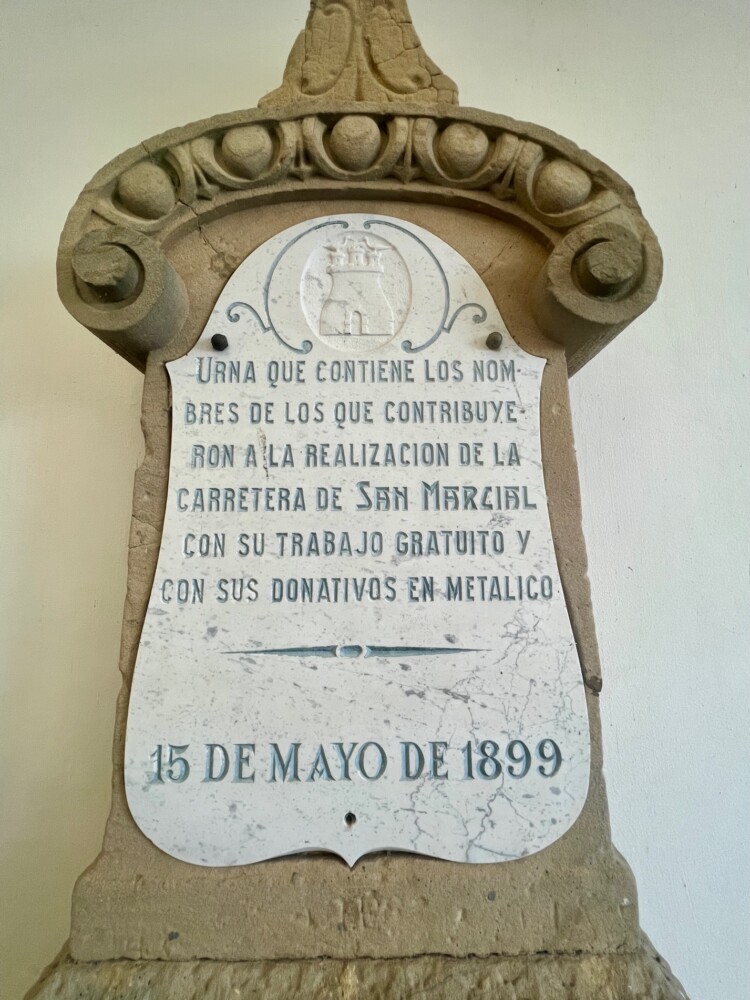 URNA QUE CONTIENE LOS NOM-
BRES DE LOS QUE CONTRIBUYE-
RON A LA REALIZACION DE LA
CARRETERA DE SAN MARCIAL
CON SU TRABAJO GRATUITO Y
CON SUS DONATIVOS EN METALICO
15 DE MAYO DE 1899